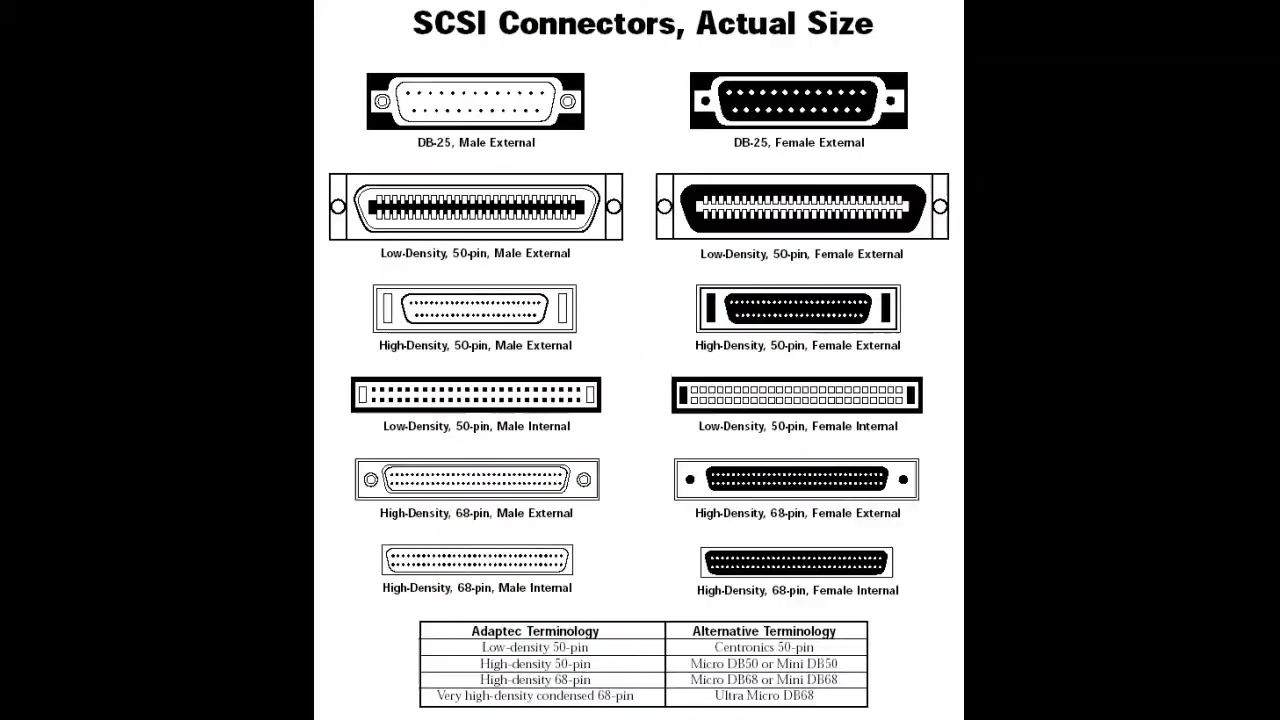 SCSI Connectors, Actual Size
DB-25, Male External
DB-25, Female External
Low-Density, 50-pin, Male External
Low-Density, 50-pin, Female External
High-Density, 50-pin, Male External
High-Density, 50-pin, Female External
Low-Density, 50-pin, Male Internal
Low-Density, 50-pin, Female Internal
High-Density, 68-pin, Male External
High-Density, 68-pin, Female External
High-Density, 68-pin, Male Internal
High-Density, 68-pin, Female Internal
Adaptec Terminology Alternative Terminology
Low-density 50-pin Centronics 50-pin
High-density 50-pin Micro DB50 or Mini DB50
High-density 68-pin Micro DB68 or Mini DB68
Very high-density condensed 68-pin Ultra Micro DB68